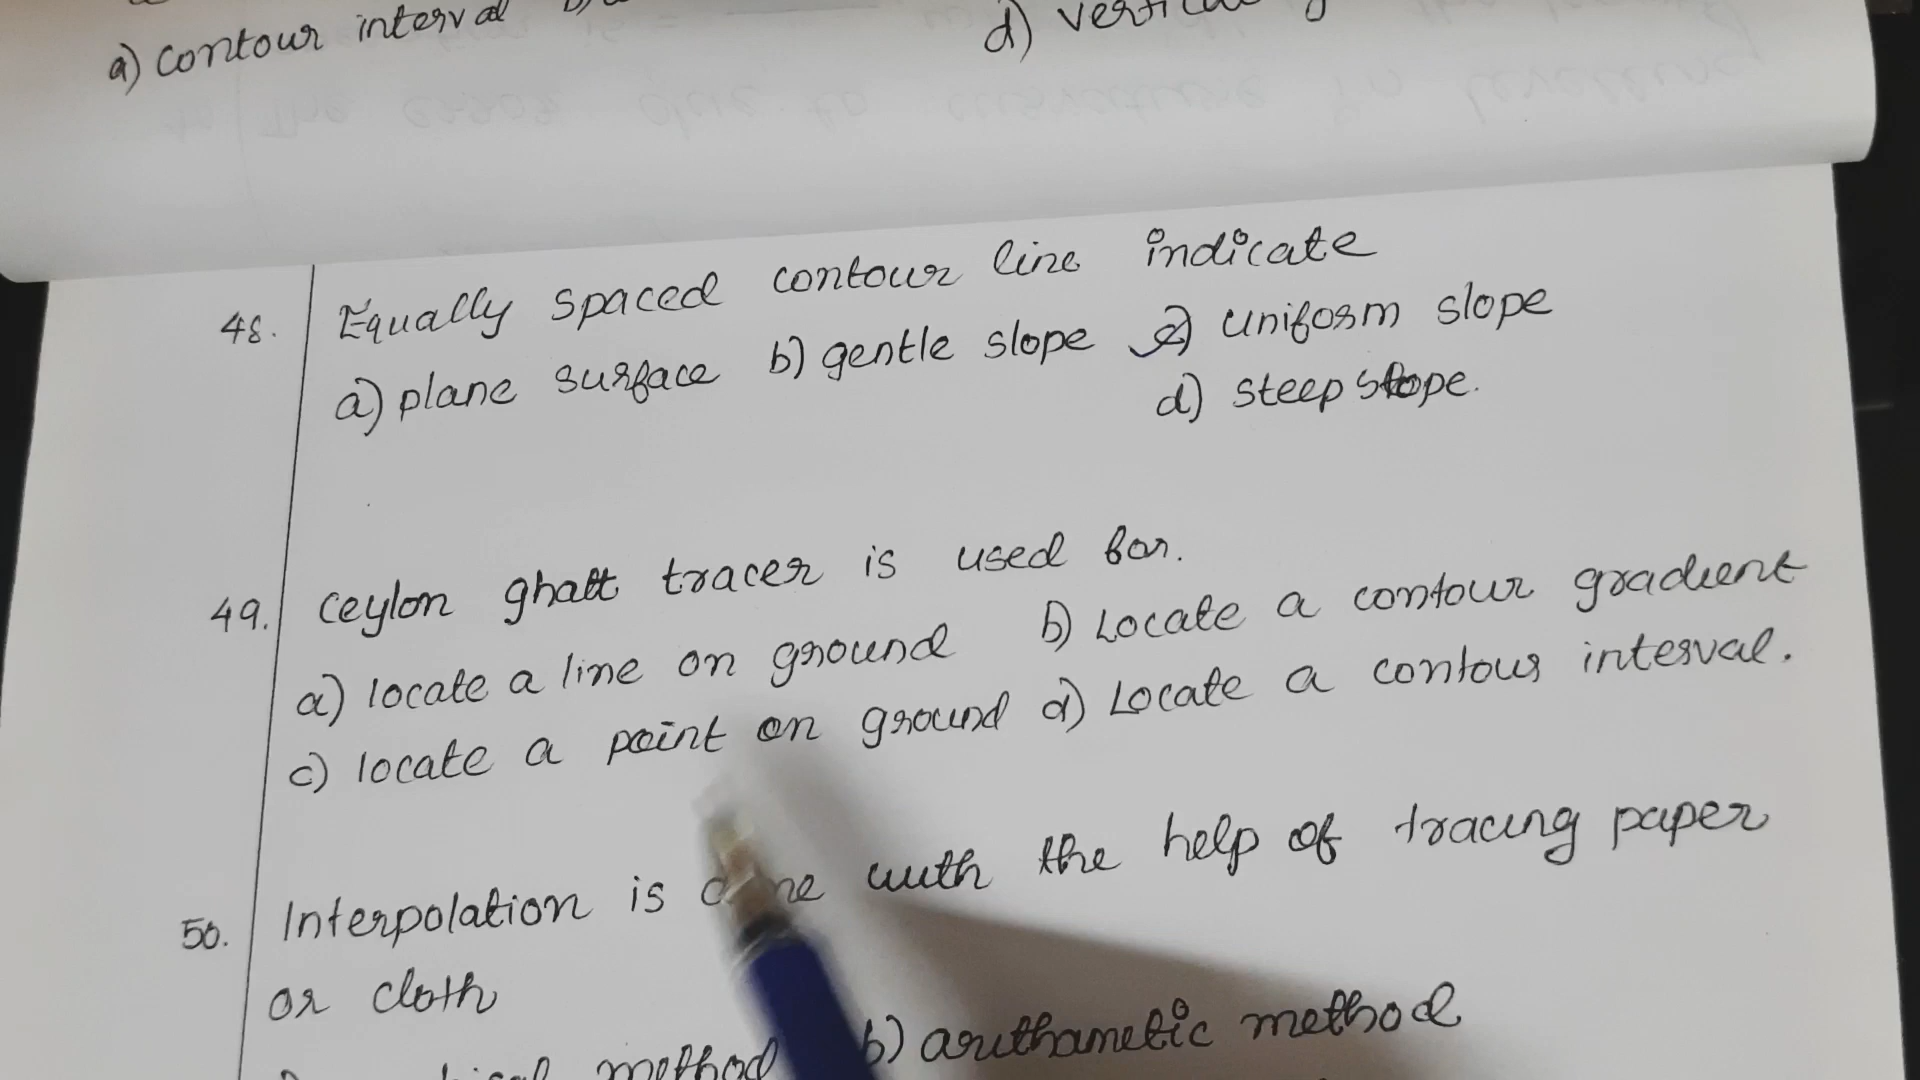 a) contour interval
d)
48. Equally spaced contour line indicate
a) plane surface b) gentle slope c) uniform slope
d) steep slope.
49. Ceylon ghatt tracer is used for.
a) locate a line on ground b) Locate a contour gradient
c) locate a point on ground d) Locate a contour interval.
50. Interpolation is with the help of tracing paper
or cloth
method b) arithametic method